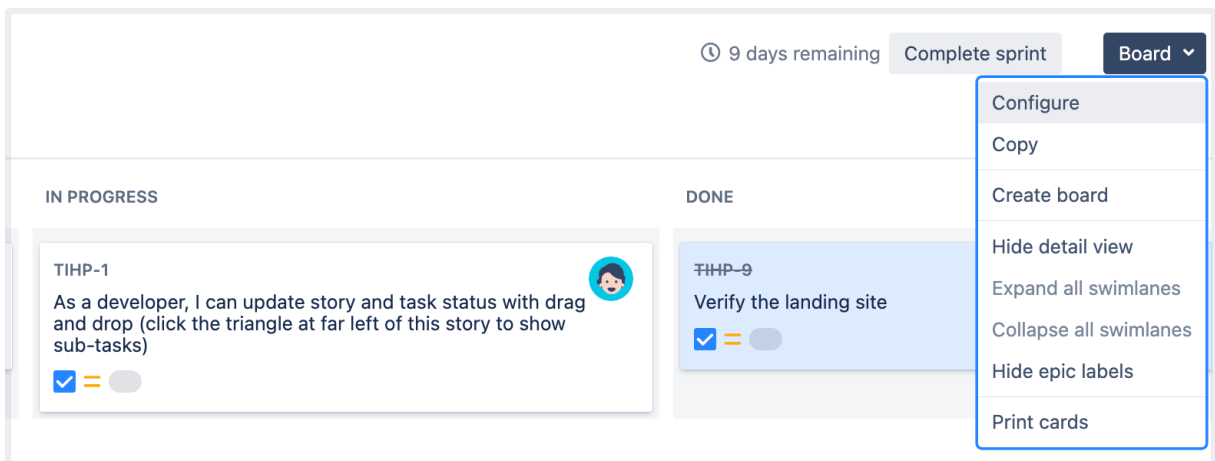 9 days remaining
Complete sprint
Board
Configure
Copy
Create board
Hide detail view
Expand all swimlanes
Collapse all swimlanes
Hide epic labels
Print cards
IN PROGRESS
TIHP-1
As a developer, I can update story and task status with drag
and drop (click the triangle at far left of this story to show
sub-tasks)
DONE
TIHP-9
Verify the landing site